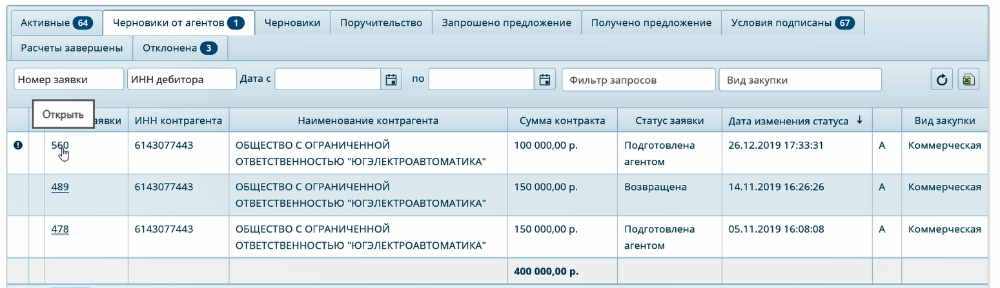 Активные 64 Черновики от агентов 1 Черновики Поручительство Запрошено предложение Получено предложение Условия подписаны 67
Расчеты завершены Отклонена 3
Номер заявки ИНН дебитора Дата с по Фильтр запросов Вид закупки
Открыть
ИНН контрагента Наименование контрагента Сумма контракта Статус заявки Дата изменения статуса ↓ Вид закупки
560 6143077443 ОБЩЕСТВО С ОГРАНИЧЕННОЙ 100 000,00 р. Подготовлена 26.12.2019 17:33:31 А Коммерческая
ОТВЕТСТВЕННОСТЬЮ "ЮГЭЛЕКТРОАВТОМАТИКА" агентом
489 6143077443 ОБЩЕСТВО С ОГРАНИЧЕННОЙ 150 000,00 р. Возвращена 14.11.2019 16:26:26 А Коммерческая
ОТВЕТСТВЕННОСТЬЮ "ЮГЭЛЕКТРОАВТОМАТИКА"
478 6143077443 ОБЩЕСТВО С ОГРАНИЧЕННОЙ 150 000,00 р. Подготовлена 05.11.2019 16:08:08 А Коммерческая
ОТВЕТСТВЕННОСТЬЮ "ЮГЭЛЕКТРОАВТОМАТИКА" агентом
400 000,00 р.